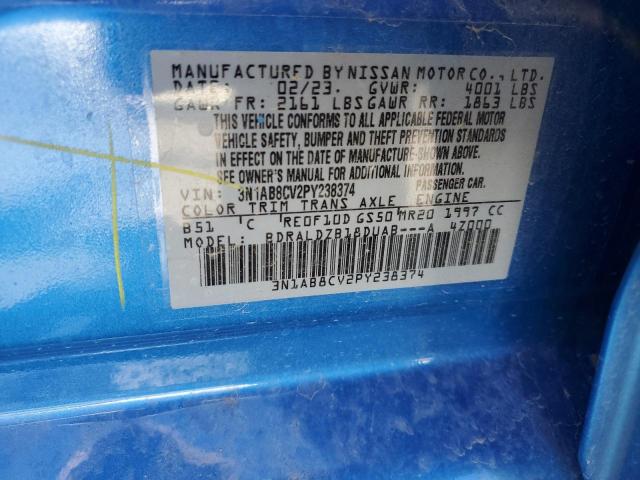 MANUFACTURED BY NISSAN MOTOR CO., LTD.
DATE: 02/23. GVWR: 4001 LBS
GAWR FR: 2161 LBS GAWR RR: 1863 LBS
THIS VEHICLE CONFORMS TO ALL APPLICABLE FEDERAL MOTOR
VEHICLE SAFETY, BUMPER AND THEFT PREVENTION STANDARDS
IN EFFECT ON THE DATE OF MANUFACTURE SHOWN ABOVE.
SEE OWNER'S MANUAL FOR ADDITIONAL INFORMATION
VIN: 3N1AB8CV2PY238374 PASSENGER CAR
COLOR TRIM TRANS AXLE ENGINE
B51 C RE0F10D GS50 MR20 1997 CC
MODEL: BDRALDZB18DUAB---A 4Z000
3N1AB8CV2PY238374